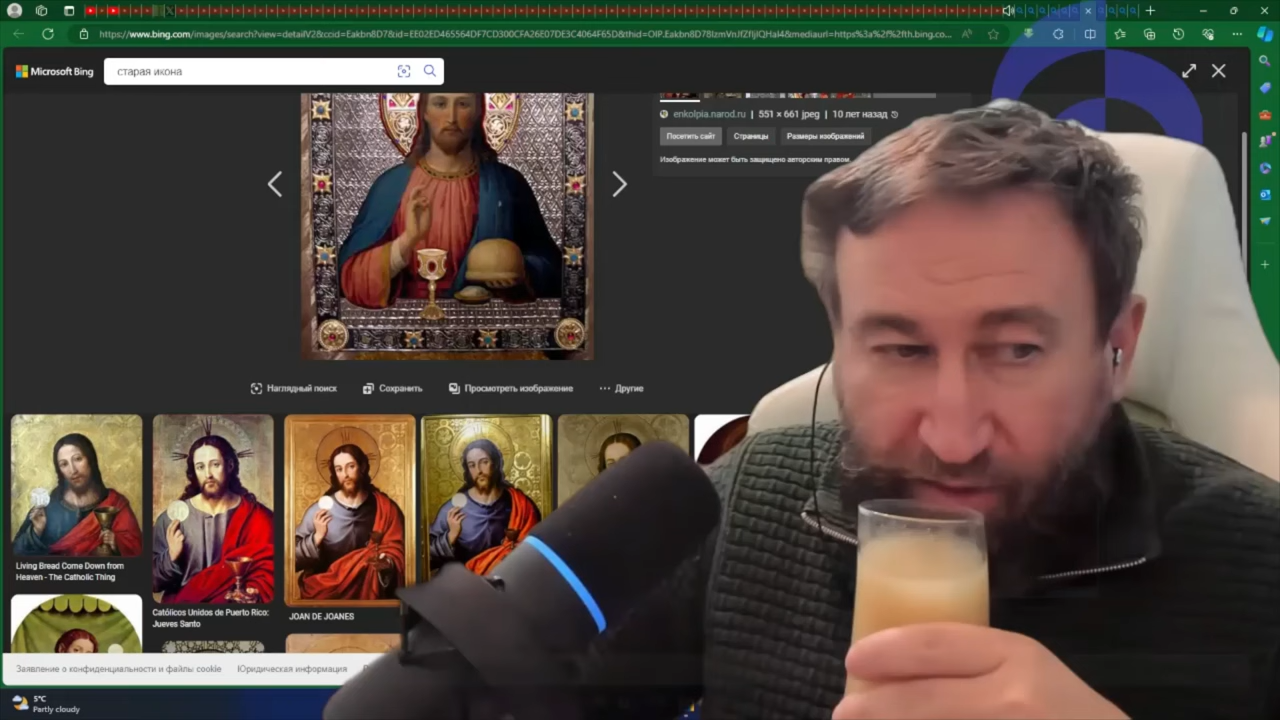 https://www.bing.com/images/search?view=detailV2&ccid=Eakbn8D7&id=EE02ED465564DF7CD300CFA26E07DE3C4064F65D&thid=OIP.Eakbn8D78IzmVnJfZfIjIQHaI4&mediaurl=https%3a%2f%2fth.bing.co...
Microsoft Bing
старая икона
enkolpia.narod.ru | 551 × 661 jpeg | 10 лет назад
Посетить сайт Страницы Размеры изображений
Изображение может быть защищено авторским правом.
Наглядный поиск Сохранить Просмотреть изображение ··· Другие
Living Bread Come Down from
Heaven - The Catholic Thing
Católicos Unidos de Puerto Rico:
Jueves Santo
JOAN DE JOANES
Заявление о конфиденциальности и файлы cookie Юридическая информация
5°C
Partly cloudy